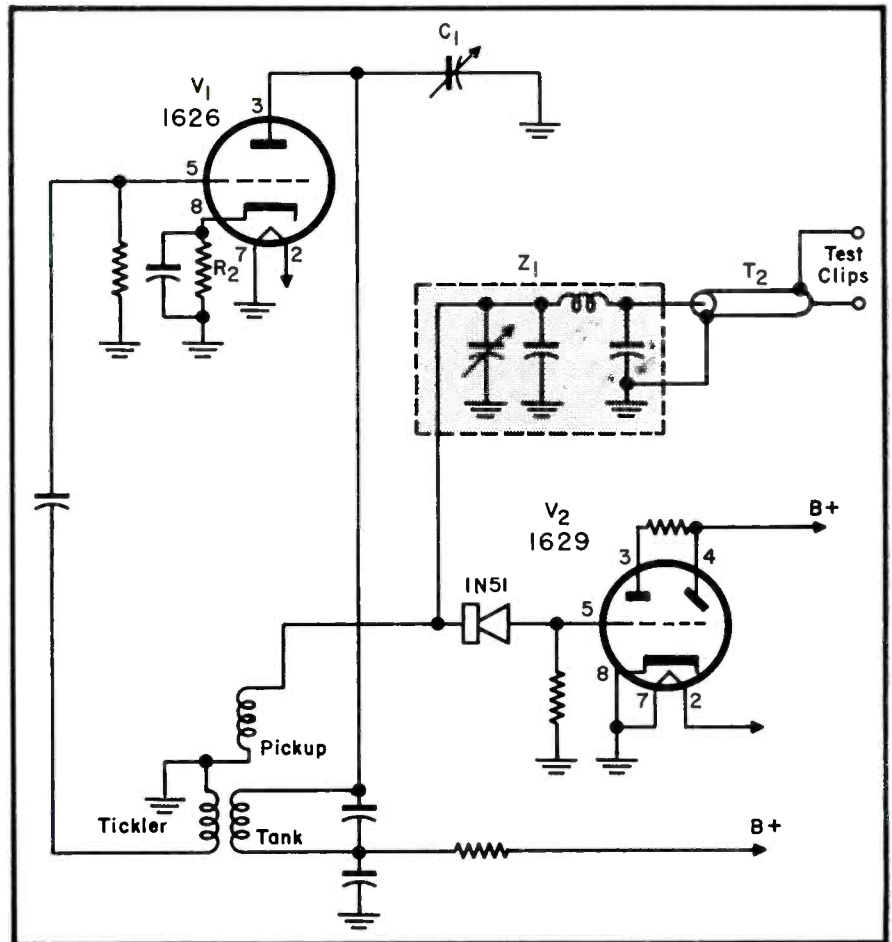 C1
V1
1626
3
5
8
R2
7
2
Z1
T2
Test
Clips
V2
1629
B+
3
4
1N51
5
8
7
2
Pickup
Tickler
Tank
B+